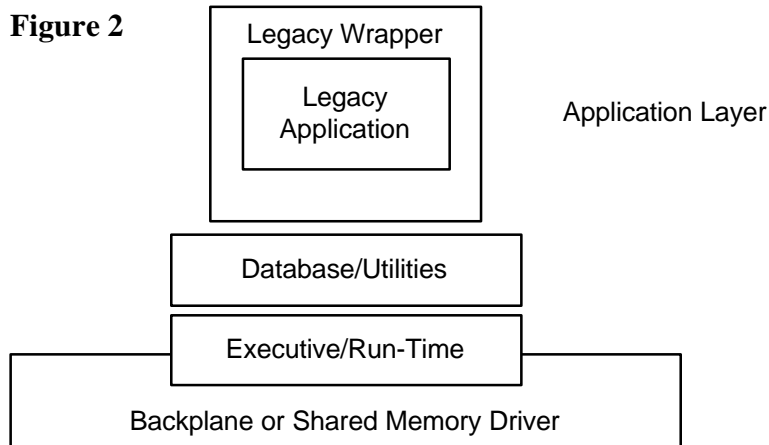 Figure 2
Legacy Wrapper
Legacy
Application
Application Layer
Database/Utilities
Executive/Run-Time
Backplane or Shared Memory Driver